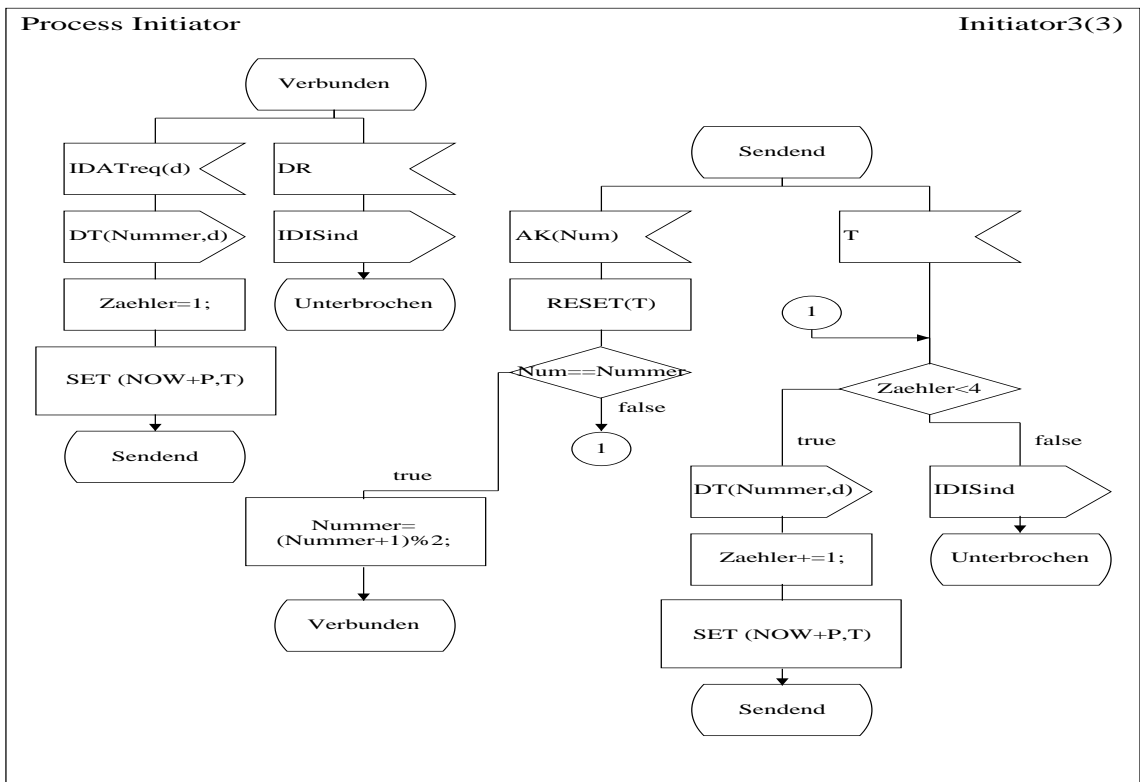 Process Initiator
Initiator3(3)
Verbunden
IDATreq(d)
DR
DT(Nummer,d)
IDISind
Zaehler=1;
Unterbrochen
SET (NOW+P,T)
Sendend
Sendend
AK(Num)
T
RESET(T)
1
Num==Nummer
Zaehler<4
false
1
true
true
false
Nummer=
(Nummer+1)%2;
DT(Nummer,d)
IDISind
Verbunden
Zaehler+=1;
Unterbrochen
SET (NOW+P,T)
Sendend